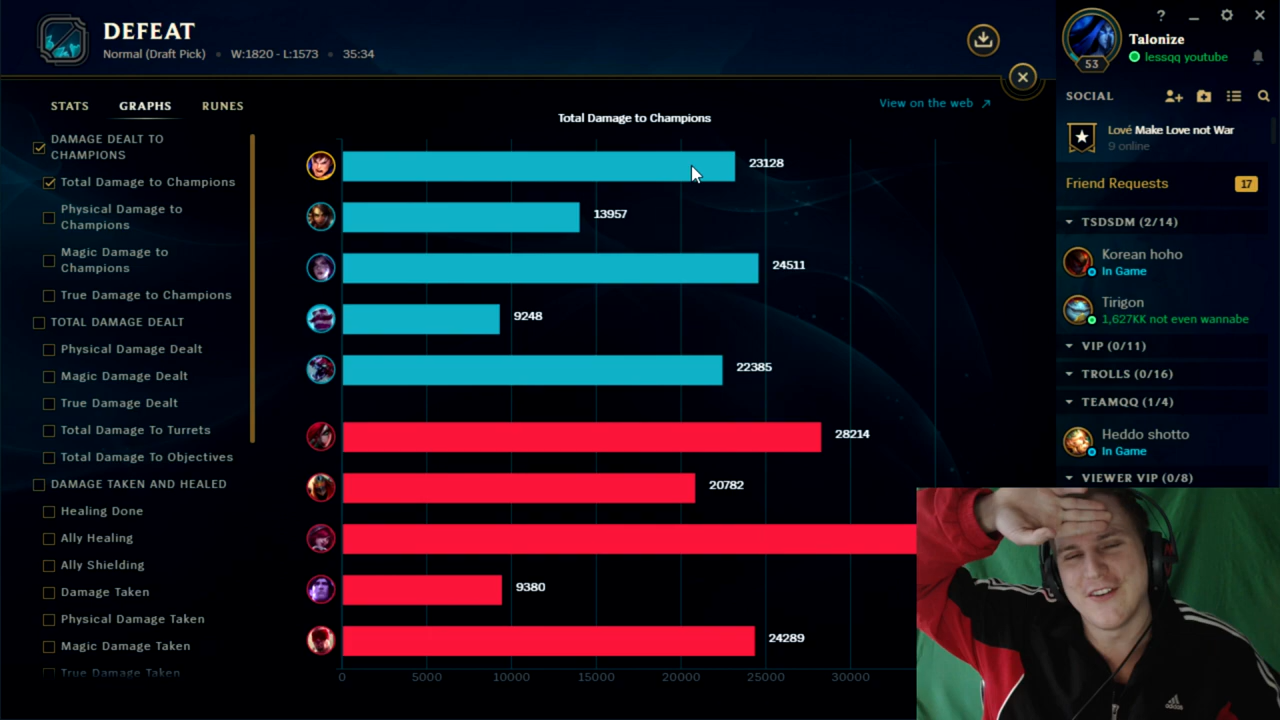 DEFEAT
Normal (Draft Pick) • W:1820 - L:1573 • 35:34
STATS GRAPHS RUNES
View on the web
Total Damage to Champions
DAMAGE DEALT TO
CHAMPIONS
Total Damage to Champions
Physical Damage to
Champions
Magic Damage to
Champions
True Damage to Champions
TOTAL DAMAGE DEALT
Physical Damage Dealt
Magic Damage Dealt
True Damage Dealt
Total Damage To Turrets
Total Damage To Objectives
DAMAGE TAKEN AND HEALED
Healing Done
Ally Healing
Ally Shielding
Damage Taken
Physical Damage Taken
Magic Damage Taken
True Damage Taken
23128
13957
24511
9248
22385
28214
20782
9380
24289
0 5000 10000 15000 20000 25000 30000
?
Talonize
53
lessqq youtube
SOCIAL
Lové Make Love not War
9 online
Friend Requests 17
TSDSDM (2/14)
Korean hoho
In Game
Tirigon
1,627KK not even wannabe
VIP (0/11)
TROLLS (0/16)
TEAMQQ (1/4)
Heddo shotto
In Game
VIEWER VIP (0/8)
adidas